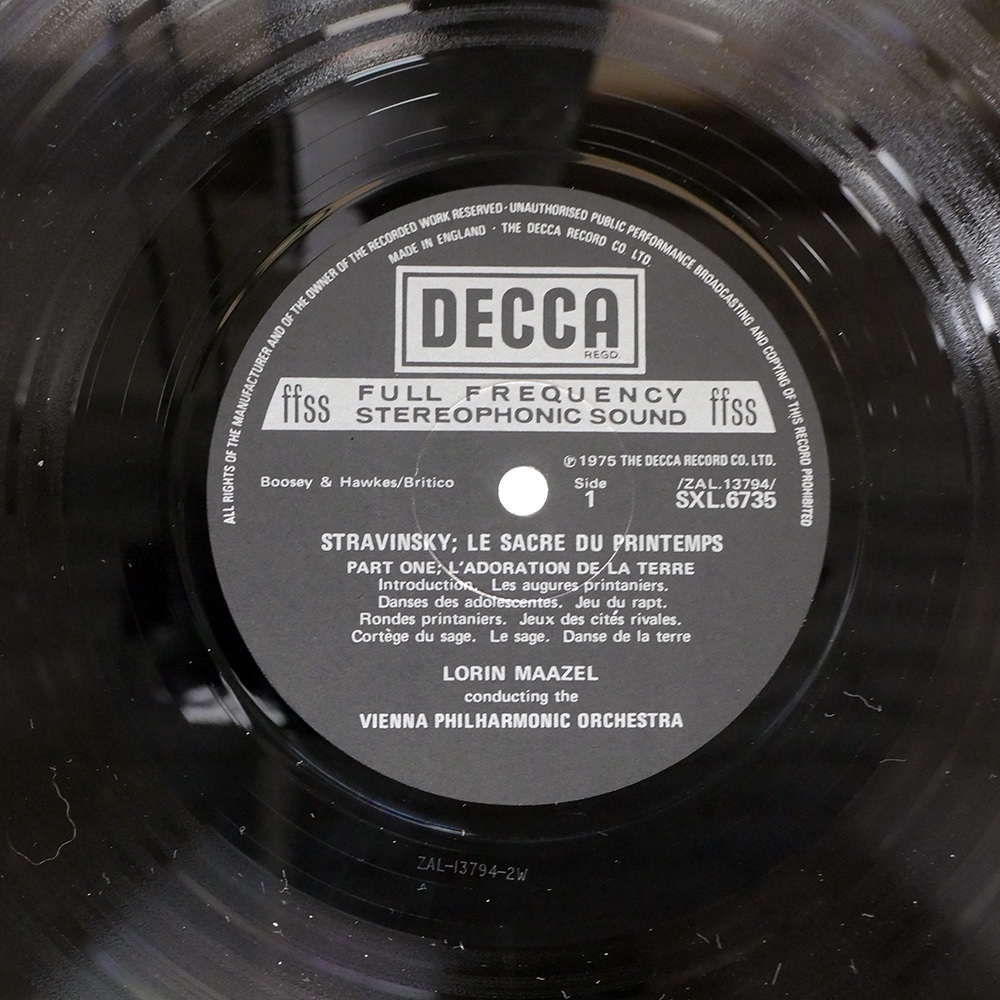 ALL RIGHTS OF THE MANUFACTURER AND OF THE OWNER OF THE RECORDED WORK RESERVED · UNAUTHORISED PUBLIC PERFORMANCE BROADCASTING AND COPYING OF THIS RECORD PROHIBITED
MADE IN ENGLAND · THE DECCA RECORD CO. LTD.
DECCA
REGD.
ffss FULL FREQUENCY STEREOPHONIC SOUND ffss
℗ 1975 THE DECCA RECORD CO. LTD.
Boosey & Hawkes/Britico
Side 1
/ZAL.13794/
SXL.6735
STRAVINSKY; LE SACRE DU PRINTEMPS
PART ONE; L'ADORATION DE LA TERRE
Introduction. Les augures printaniers.
Danses des adolescentes. Jeu du rapt.
Rondes printaniers. Jeux des cités rivales.
Cortège du sage. Le sage. Danse de la terre
LORIN MAAZEL
conducting the
VIENNA PHILHARMONIC ORCHESTRA
ZAL-13794-2W